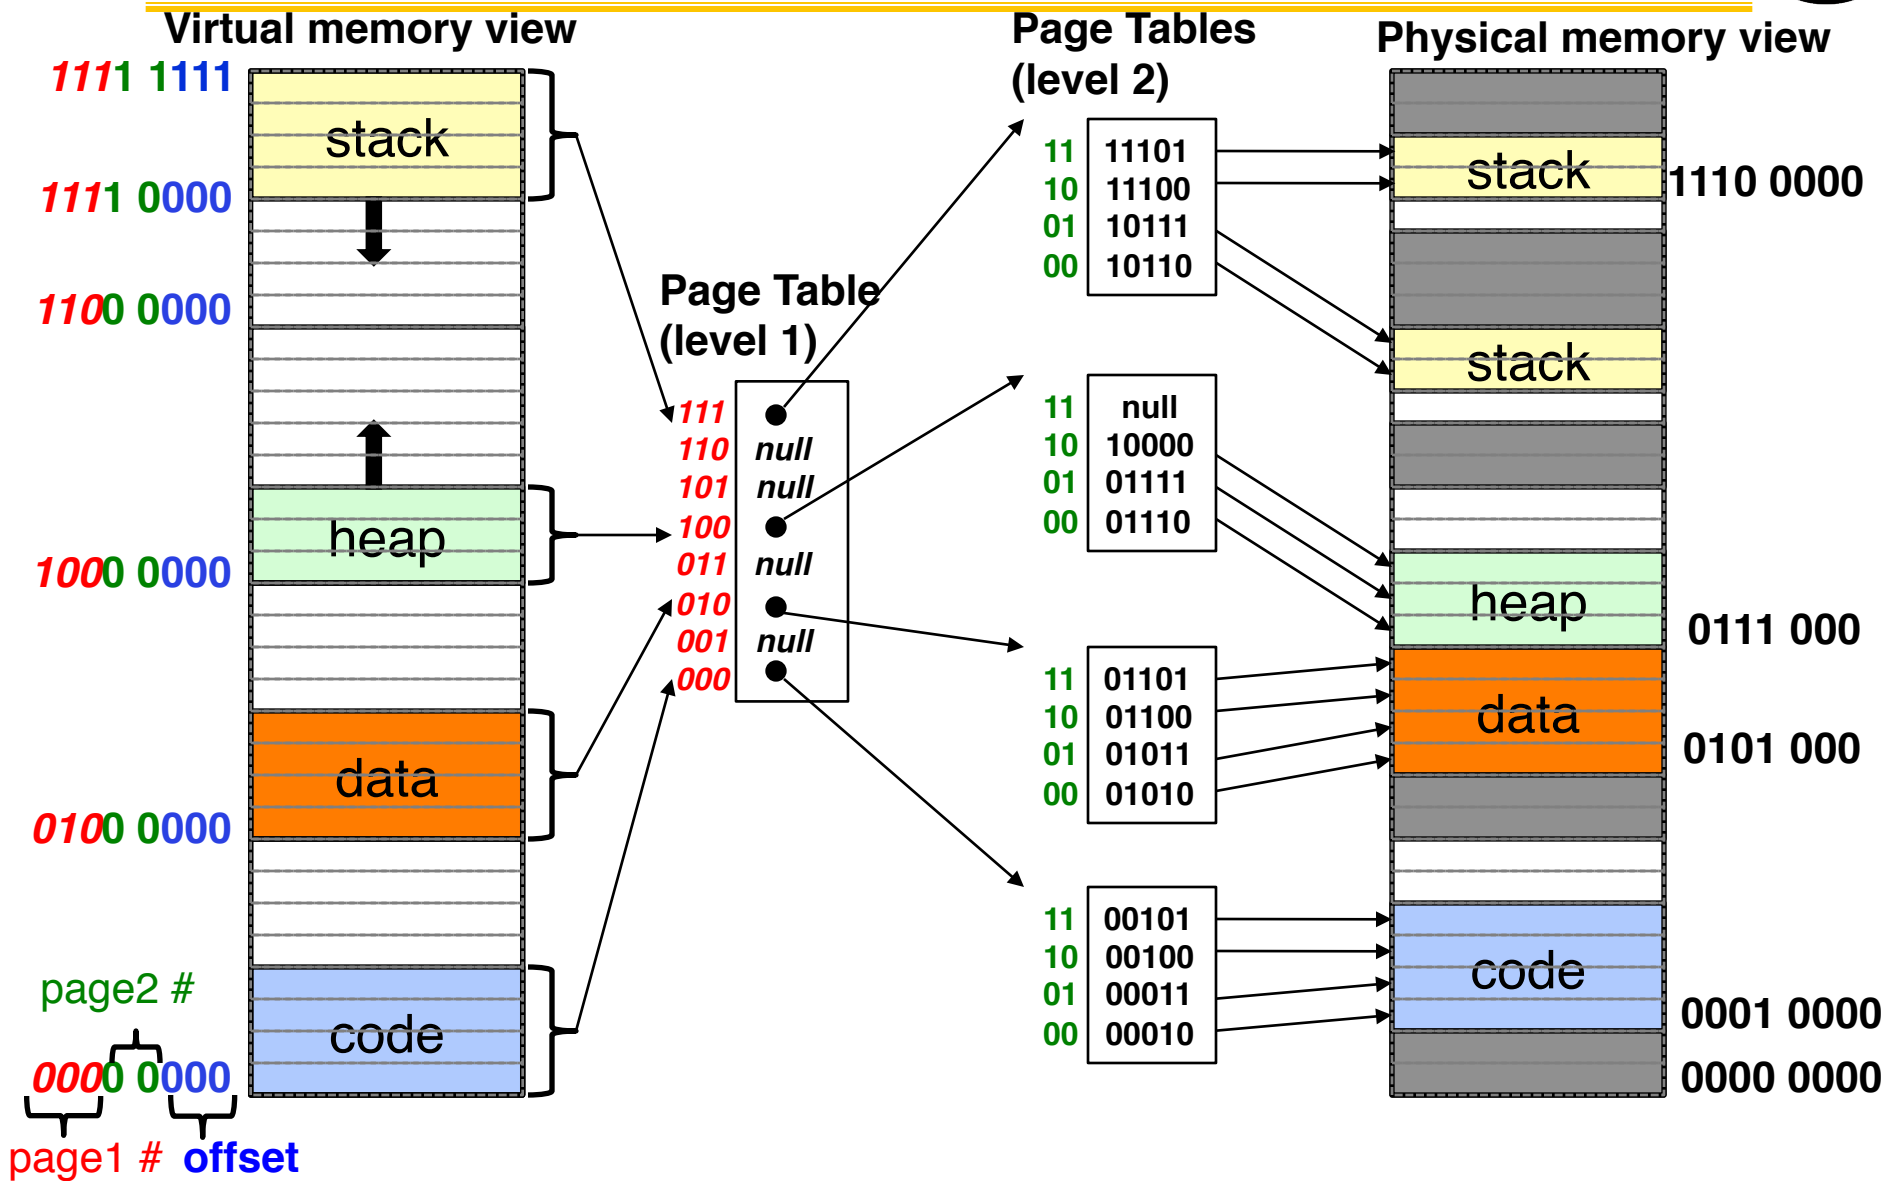 Virtual memory view
1111 1111
stack
1111 0000
1100 0000
heap
1000 0000
data
0100 0000
page2 #
code
0000 0000
page1 # offset
Page Table
(level 1)
111
110 null
101 null
100
011 null
010
001 null
000
Page Tables
(level 2)
11 11101
10 11100
01 10111
00 10110
11 null
10 10000
01 01111
00 01110
11 01101
10 01100
01 01011
00 01010
11 00101
10 00100
01 00011
00 00010
Physical memory view
stack 1110 0000
stack
heap
0111 000
data
0101 000
code
0001 0000
0000 0000